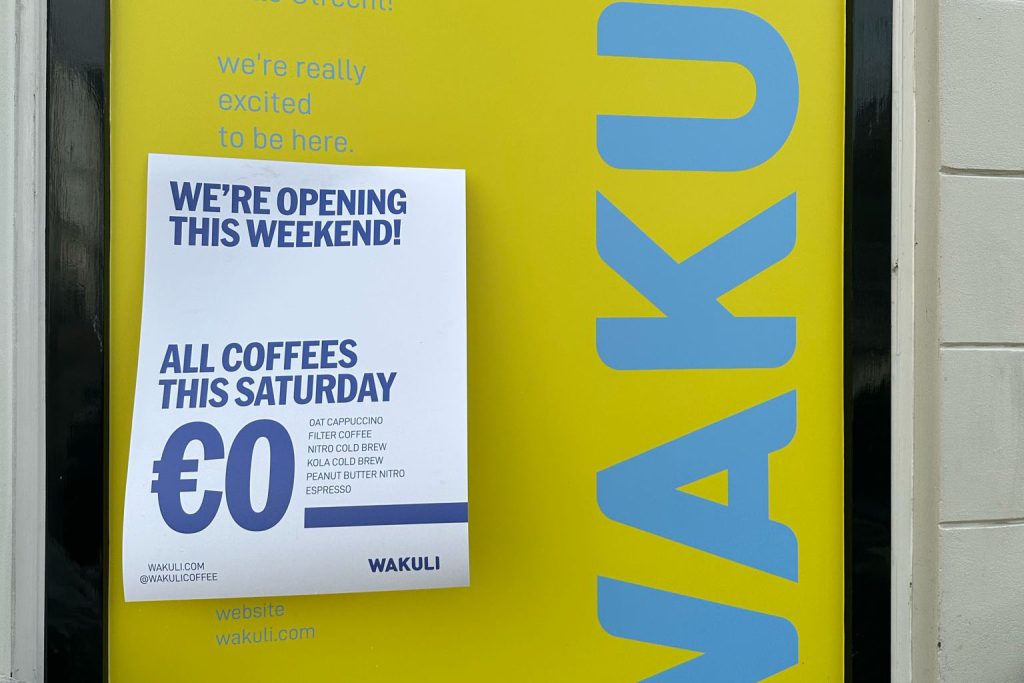 Utrecht!
we're really
excited
to be here.
WE'RE OPENING
THIS WEEKEND!
ALL COFFEES
THIS SATURDAY
€0
OAT CAPPUCCINO
FILTER COFFEE
NITRO COLD BREW
KOLA COLD BREW
PEANUT BUTTER NITRO
ESPRESSO
WAKULI.COM
@WAKULICOFFEE
WAKULI
website
wakuli.com
WAKU